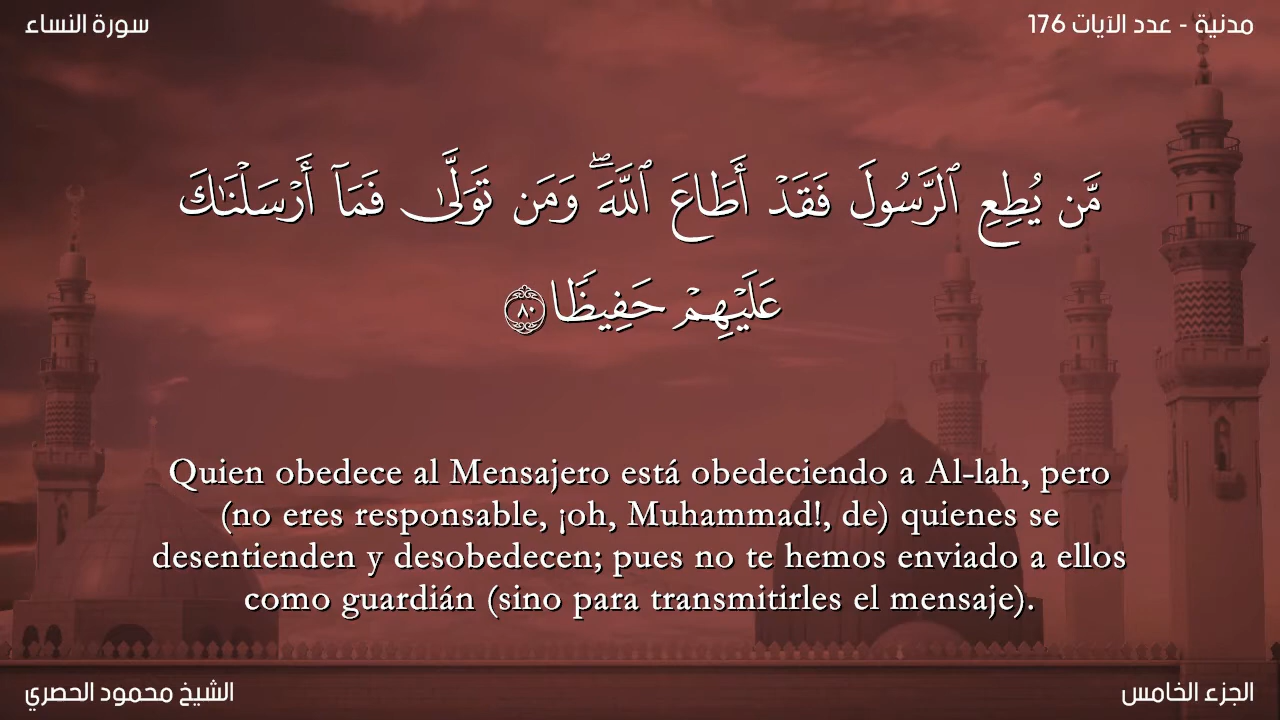 مدنية - عدد الآيات 176
سورة النساء
مَّن يُطِعِ ٱلرَّسُولَ فَقَدْ أَطَاعَ ٱللَّهَۖ وَمَن تَوَلَّىٰ فَمَآ أَرْسَلْنَـٰكَ
عَلَيْهِمْ حَفِيظًا ٨٠
Quien obedece al Mensajero está obedeciendo a Al-lah, pero
(no eres responsable, ¡oh, Muhammad!, de) quienes se
desentienden y desobedecen; pues no te hemos enviado a ellos
como guardián (sino para transmitirles el mensaje).
الجزء الخامس
الشيخ محمود الحصري